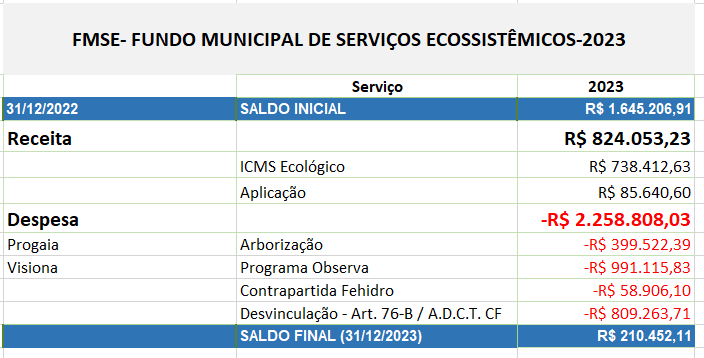 FMSE- FUNDO MUNICIPAL DE SERVIÇOS ECOSSISTÊMICOS-2023
Serviço 2023
31/12/2022 SALDO INICIAL R$ 1.645.206,91
Receita R$ 824.053,23
ICMS Ecológico R$ 738.412,63
Aplicação R$ 85.640,60
Despesa -R$ 2.258.808,03
Progaia Arborização -R$ 399.522,39
Visiona Programa Observa -R$ 991.115,83
Contrapartida Fehidro -R$ 58.906,10
Desvinculação - Art. 76-B / A.D.C.T. CF -R$ 809.263,71
SALDO FINAL (31/12/2023) R$ 210.452,11